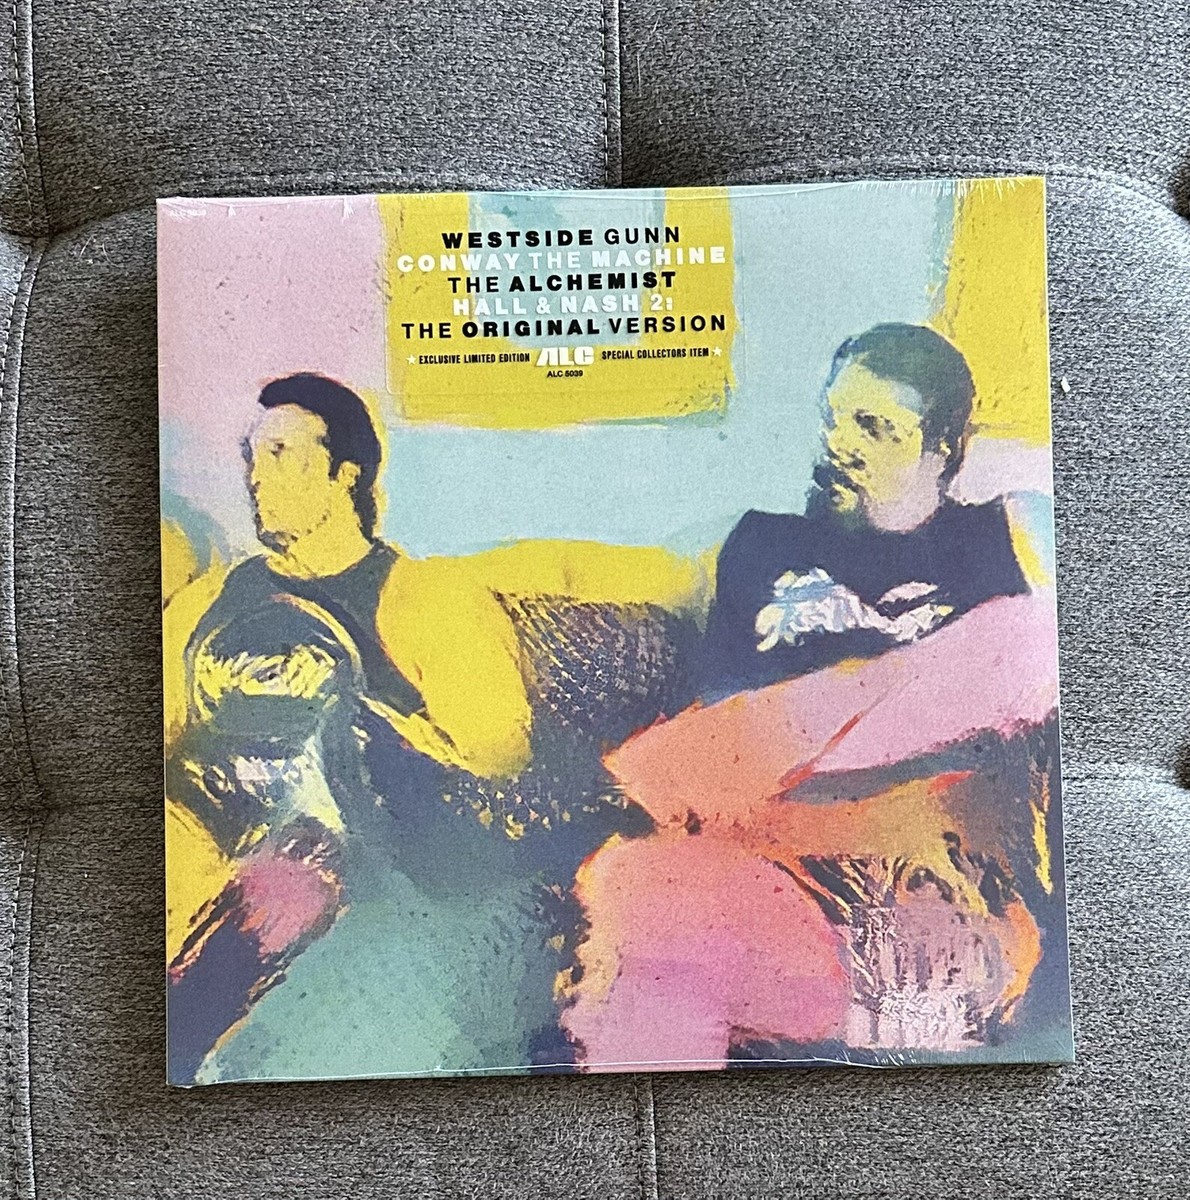 ALC 5039
WESTSIDE GUNN
CONWAY THE MACHINE
THE ALCHEMIST
HALL & NASH 2:
THE ORIGINAL VERSION
★ EXCLUSIVE LIMITED EDITION ALC SPECIAL COLLECTORS ITEM ★
ALC 5039